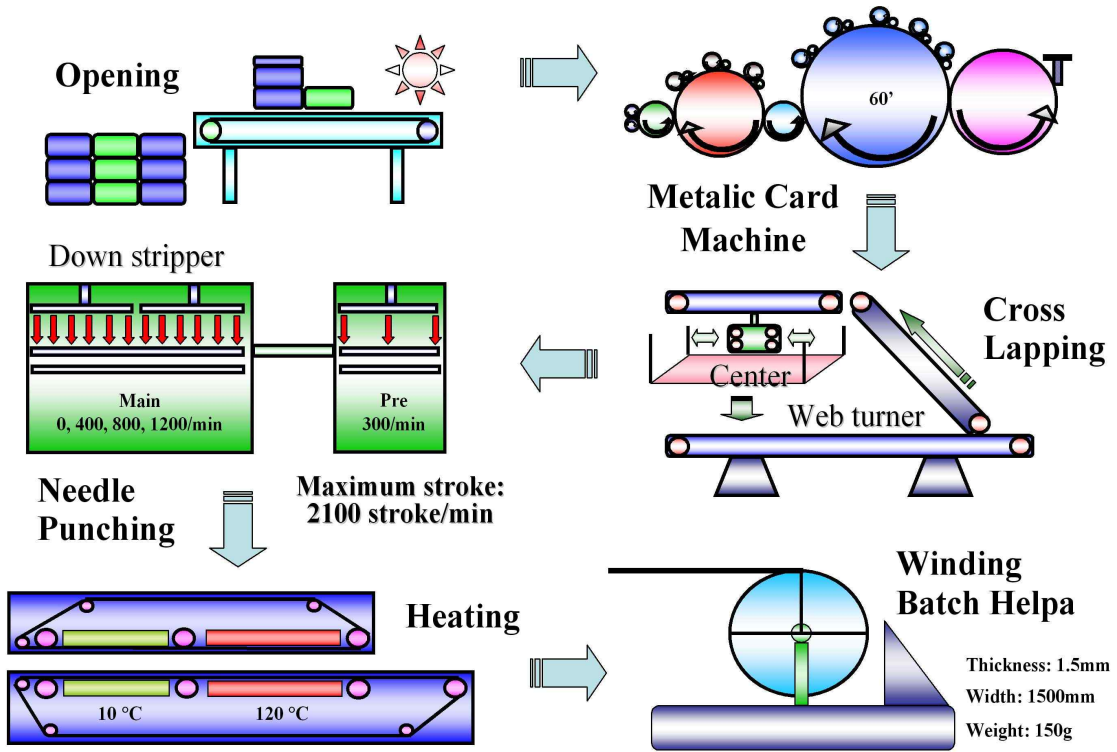 Opening
60’
Metalic Card
Machine
Down stripper
Main
0, 400, 800, 1200/min
Pre
300/min
Cross
Lapping
Center
Web turner
Needle
Punching
Maximum stroke:
2100 stroke/min
Heating
10 °C
120 °C
Winding
Batch Helpa
Thickness: 1.5mm
Width: 1500mm
Weight: 150g